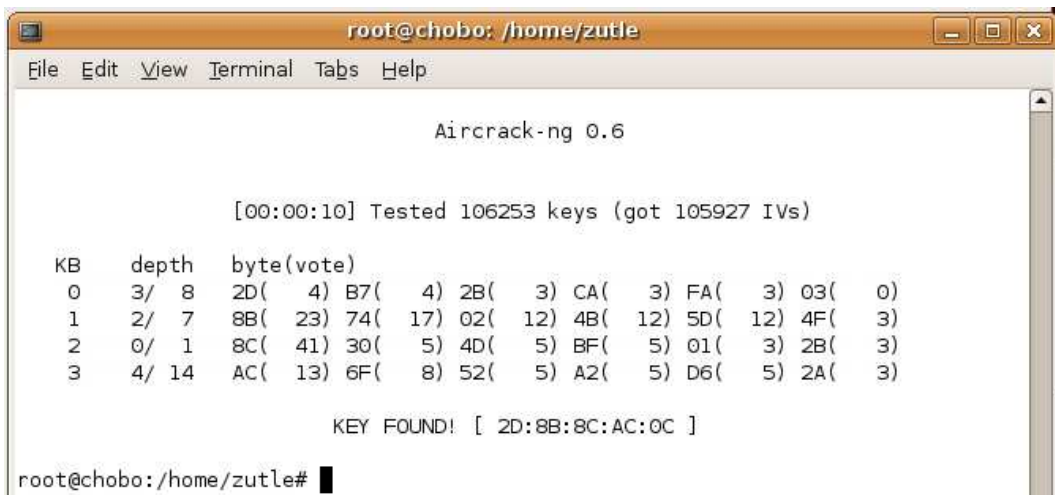 root@chobo: /home/zutle
File Edit View Terminal Tabs Help
Aircrack-ng 0.6
[00:00:10] Tested 106253 keys (got 105927 IVs)
KB depth byte(vote)
0 3/ 8 2D( 4) B7( 4) 2B( 3) CA( 3) FA( 3) 03( 0)
1 2/ 7 8B( 23) 74( 17) 02( 12) 4B( 12) 5D( 12) 4F( 3)
2 0/ 1 8C( 41) 30( 5) 4D( 5) BF( 5) 01( 3) 2B( 3)
3 4/ 14 AC( 13) 6F( 8) 52( 5) A2( 5) D6( 5) 2A( 3)
KEY FOUND! [ 2D:8B:8C:AC:0C ]
root@chobo:/home/zutle#